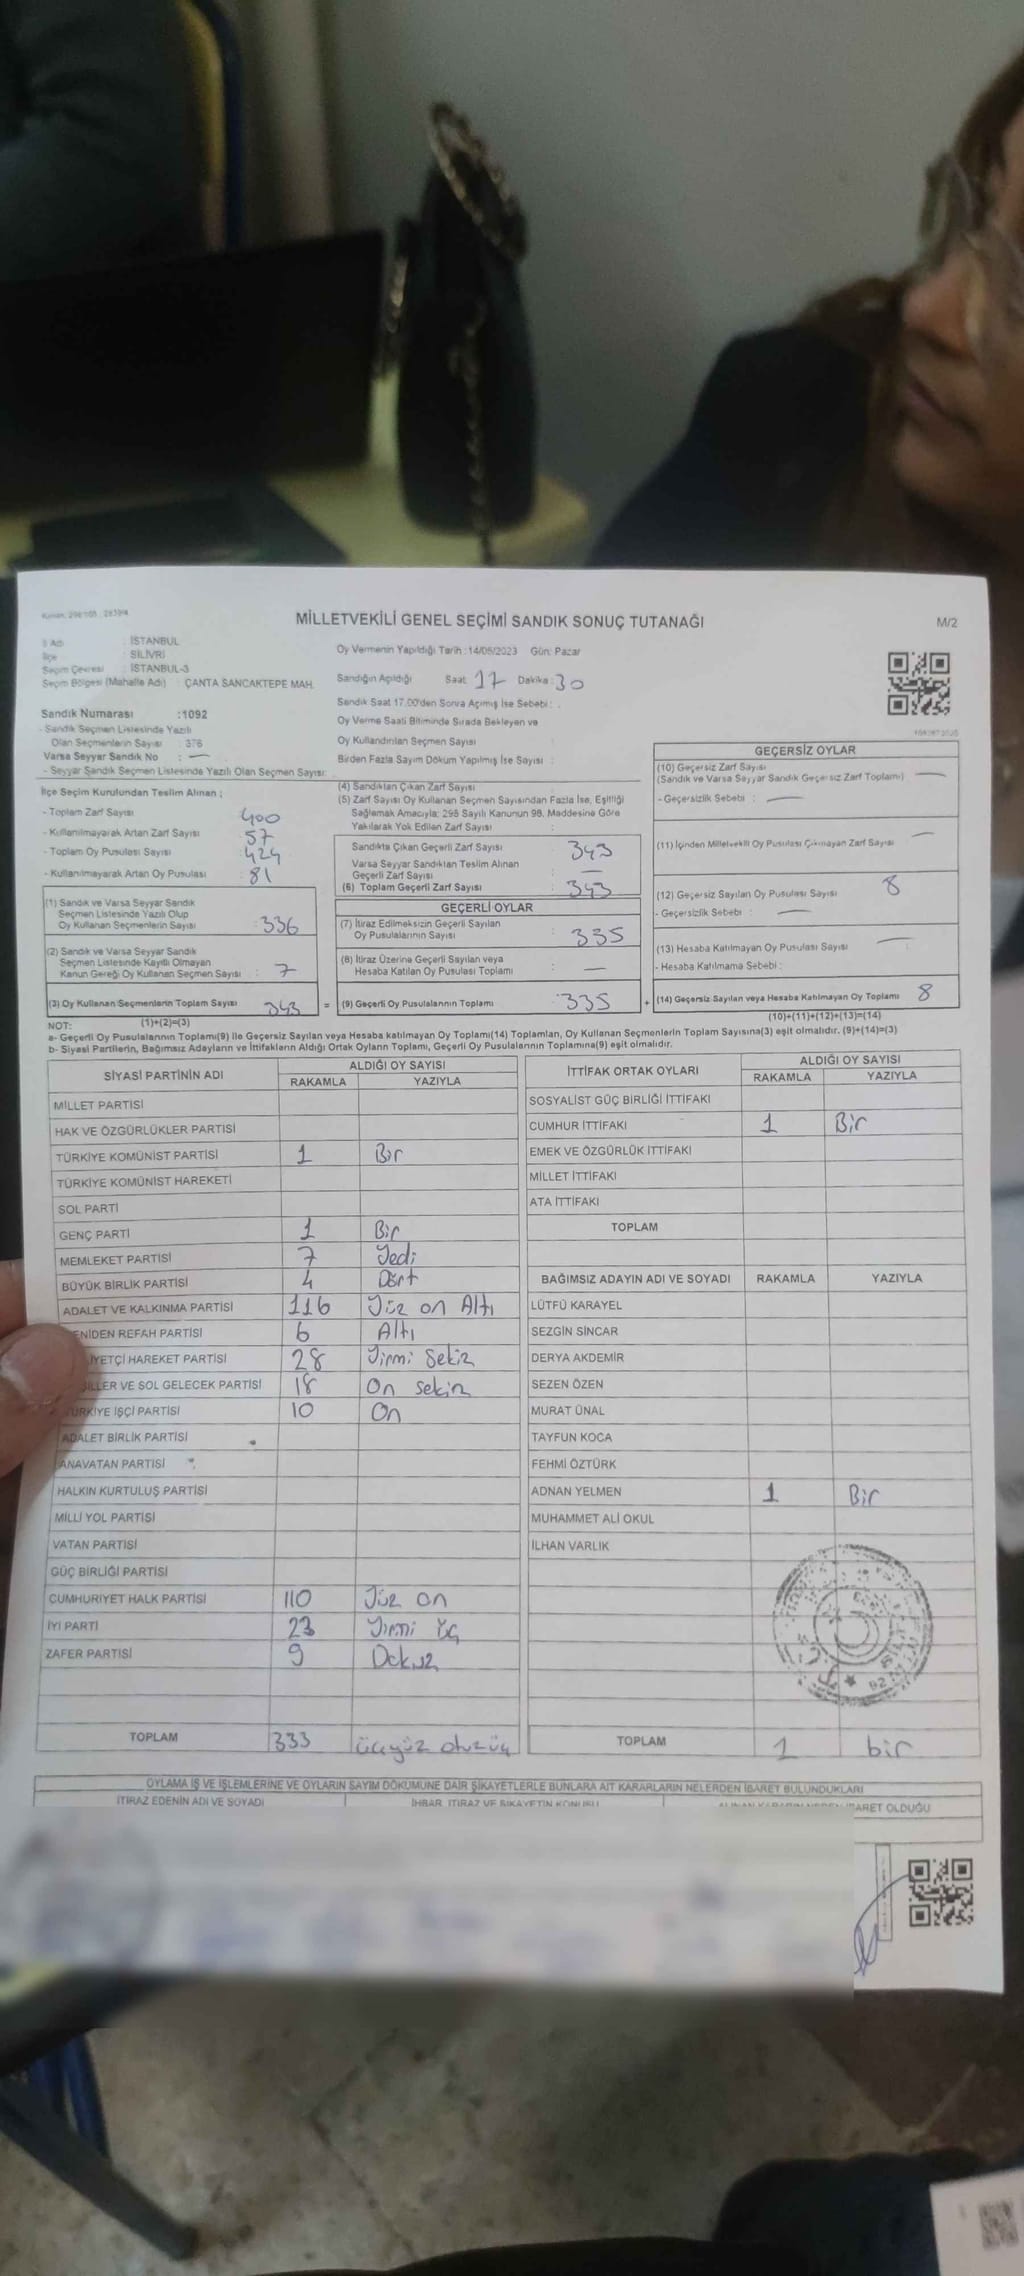 MİLLETVEKİLİ GENEL SEÇİMİ SANDIK SONUÇ TUTANAĞI
M/2
İl Adı : İSTANBUL
İlçe : SİLİVRİ
Seçim Çevresi : İSTANBUL-3
Seçim Bölgesi (Mahalle Adı) : ÇANTA SANCAKTEPE MAH.
Sandık Numarası :1092
- Sandık Seçmen Listesinde Yazılı
Olan Seçmenlerin Sayısı : 376
Varsa Seyyar Sandık No :
- Seyyar Sandık Seçmen Listesinde Yazılı Olan Seçmen Sayısı:
Oy Vermenin Yapıldığı Tarih :14/05/2023 Gün: Pazar
Sandığın Açıldığı Saat: 17 Dakika: 30
Sandık Saat 17.00'den Sonra Açımış İse Sebebi :
Oy Verme Saati Bitiminde Sırada Bekleyen ve
Oy Kullandırılan Seçmen Sayısı :
Birden Fazla Sayım Döküm Yapılmış İse Sayısı :
İlçe Seçim Kurulundan Teslim Alınan :
- Toplam Zarf Sayısı : 400
- Kullanılmayarak Artan Zarf Sayısı : 57
- Toplam Oy Pusulası Sayısı : 424
- Kullanılmayarak Artan Oy Pusulası : 81
(1) Sandık ve Varsa Seyyar Sandık
Seçmen Listesinde Yazılı Olup
Oy Kullanan Seçmenlerin Sayısı : 336
(2) Sandık ve Varsa Seyyar Sandık
Seçmen Listesinde Kayıtlı Olmayan
Kanun Gereği Oy Kullanan Seçmen Sayısı : 7
(3) Oy Kullanan Seçmenlerin Toplam Sayısı : 343
(1)+(2)=(3)
(4) Sandıktan Çıkan Zarf Sayısı :
(5) Zarf Sayısı Oy Kullanan Seçmen Sayısından Fazla İse, Eşitliği
Sağlamak Amacıyla; 298 Sayılı Kanunun 98. Maddesine Göre
Yakılarak Yok Edilen Zarf Sayısı :
Sandıkta Çıkan Geçerli Zarf Sayısı : 343
Varsa Seyyar Sandıktan Teslim Alınan
Geçerli Zarf Sayısı : —
(6) Toplam Geçerli Zarf Sayısı : 343
GEÇERLİ OYLAR
(7) İtiraz Edilmeksizin Geçerli Sayılan
Oy Pusulalarının Sayısı : 335
(8) İtiraz Üzerine Geçerli Sayılan veya
Hesaba Katılan Oy Pusulası Toplamı : —
= (9) Geçerli Oy Pusulalarının Toplamı : 335
GEÇERSİZ OYLAR
(10) Geçersiz Zarf Sayısı
(Sandık ve Varsa Seyyar Sandık Geçersiz Zarf Toplamı) —
- Geçersizlik Sebebi : —
(11) İçinden Milletvekili Oy Pusulası Çıkmayan Zarf Sayısı —
(12) Geçersiz Sayılan Oy Pusulası Sayısı 8
- Geçersizlik Sebebi : —
(13) Hesaba Katılmayan Oy Pusulası Sayısı —
- Hesaba Katılmama Sebebi :
+ (14) Geçersiz Sayılan veya Hesaba Katılmayan Oy Toplamı 8
(10)+(11)+(12)+(13)=(14)
NOT:
a- Geçerli Oy Pusulalarının Toplamı(9) ile Geçersiz Sayılan veya Hesaba katılmayan Oy Toplamı(14) Toplamları, Oy Kullanan Seçmenlerin Toplam Sayısına(3) eşit olmalıdır. (9)+(14)=(3)
b- Siyasi Partilerin, Bağımsız Adayların ve İttifakların Aldığı Ortak Oyların Toplamı, Geçerli Oy Pusulalarının Toplamına(9) eşit olmalıdır.
SİYASİ PARTİNİN ADI ALDIĞI OY SAYISI
RAKAMLA YAZIYLA
MİLLET PARTİSİ
HAK VE ÖZGÜRLÜKLER PARTİSİ
TÜRKİYE KOMÜNİST PARTİSİ 1 Bir
TÜRKİYE KOMÜNİST HAREKETİ
SOL PARTİ
GENÇ PARTİ 1 Bir
MEMLEKET PARTİSİ 7 Yedi
BÜYÜK BİRLİK PARTİSİ 4 Dört
ADALET VE KALKINMA PARTİSİ 116 Yüz on Altı
ENİDEN REFAH PARTİSİ 6 Altı
İYETÇİ HAREKET PARTİSİ 28 Yirmi Sekiz
İLLER VE SOL GELECEK PARTİSİ 18 On sekiz
TÜRKİYE İŞÇİ PARTİSİ 10 On
ADALET BİRLİK PARTİSİ
ANAVATAN PARTİSİ
HALKIN KURTULUŞ PARTİSİ
MİLLİ YOL PARTİSİ
VATAN PARTİSİ
GÜÇ BİRLİĞİ PARTİSİ
CUMHURİYET HALK PARTİSİ 110 Yüz on
İYİ PARTİ 23 Yirmi üç
ZAFER PARTİSİ 9 Dokuz
TOPLAM 333 üçyüz otuzüç
İTTİFAK ORTAK OYLARI ALDIĞI OY SAYISI
RAKAMLA YAZIYLA
SOSYALİST GÜÇ BİRLİĞİ İTTİFAKI
CUMHUR İTTİFAKI 1 Bir
EMEK VE ÖZGÜRLÜK İTTİFAKI
MİLLET İTTİFAKI
ATA İTTİFAKI
TOPLAM
BAĞIMSIZ ADAYIN ADI VE SOYADI RAKAMLA YAZIYLA
LÜTFÜ KARAYEL
SEZGİN SİNCAR
DERYA AKDEMİR
SEZEN ÖZEN
MURAT ÜNAL
TAYFUN KOCA
FEHMİ ÖZTÜRK
ADNAN YELMEN 1 Bir
MUHAMMET ALİ OKUL
İLHAN VARLIK
TOPLAM 1 bir
OYLAMA İŞ VE İŞLEMLERİNE VE OYLARIN SAYIM DÖKÜMÜNE DAİR ŞİKAYETLERLE BUNLARA AİT KARARLARIN NELERDEN İBARET BULUNDUKLARI
İTİRAZ EDENİN ADI VE SOYADI İHBAR, İTİRAZ VE ŞİKAYETİN KONUSU ALINAN KARARIN NEDEN İBARET OLDUĞU